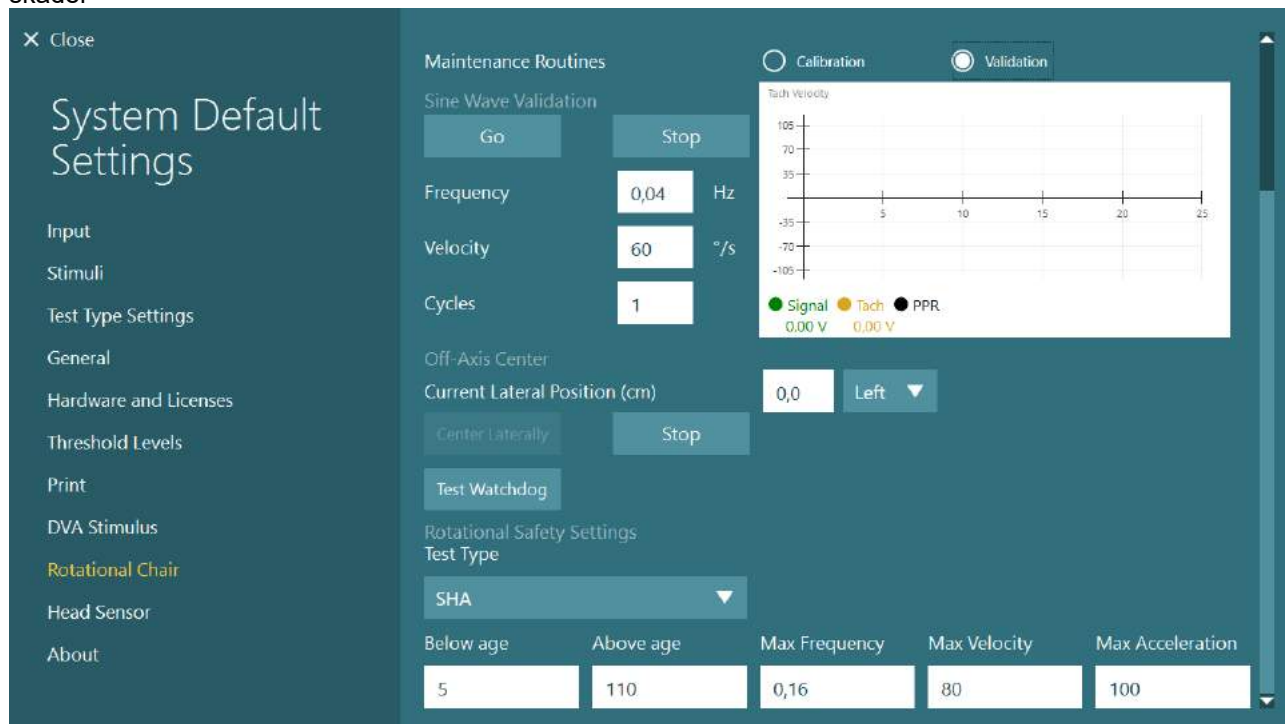 ✕ Close
System Default
Settings
Input
Stimuli
Test Type Settings
General
Hardware and Licenses
Threshold Levels
Print
DVA Stimulus
Rotational Chair
Head Sensor
About
Maintenance Routines
Calibration Validation
Sine Wave Validation
Go Stop
Frequency 0,04 Hz
Velocity 60 °/s
Cycles 1
Tach Velocity
105
70
35
5 10 15 20 25
-35
-70
-105
Signal Tach PPR
0.00 V 0.00 V
Off-Axis Center
Current Lateral Position (cm) 0,0 Left
Center Laterally Stop
Test Watchdog
Rotational Safety Settings
Test Type
SHA
Below age Above age Max Frequency Max Velocity Max Acceleration
5 110 0,16 80 100